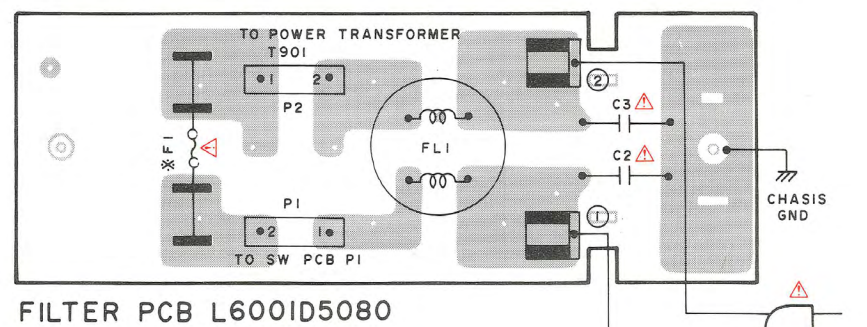 TO POWER TRANSFORMER
T901
1 2
P2
2
C3
※F1
FL1
C2
P1
2 1
1
TO SW PCB P1
CHASIS
GND
FILTER PCB L6001D5080